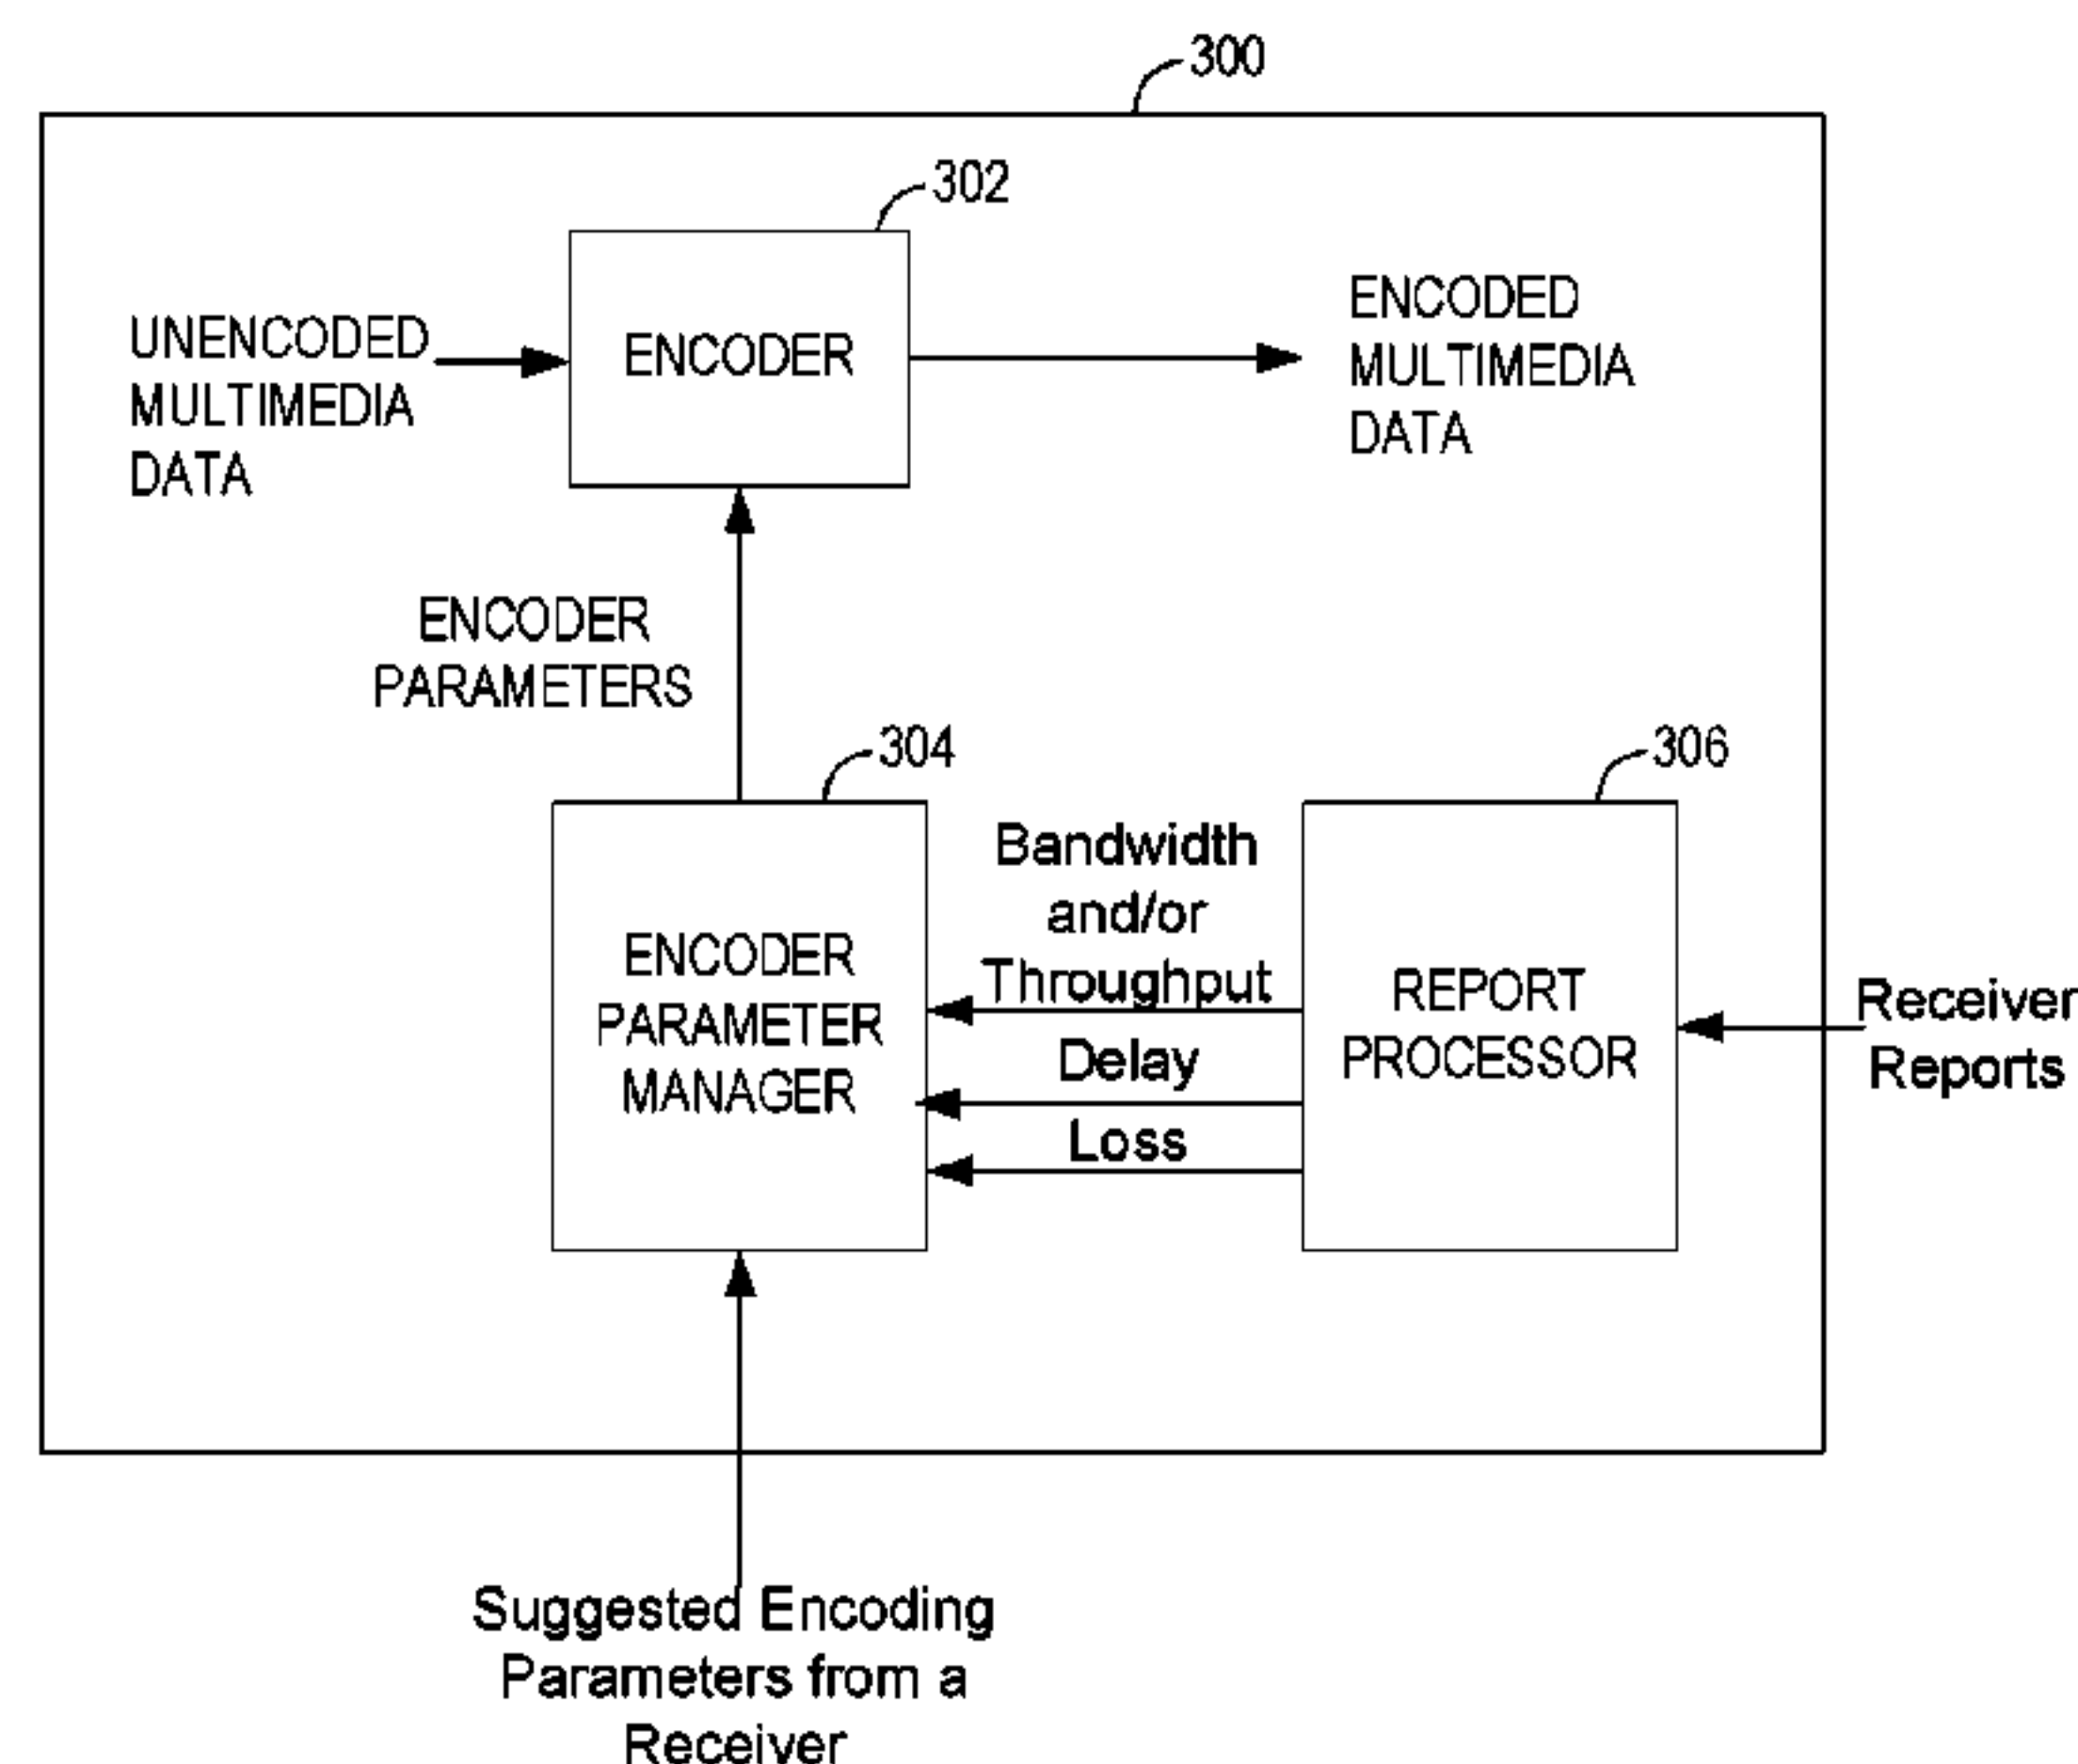 300
302
UNENCODED
MULTIMEDIA
DATA
ENCODER
ENCODED
MULTIMEDIA
DATA
ENCODER
PARAMETERS
304
306
ENCODER
PARAMETER
MANAGER
Bandwidth
and/or
Throughput
Delay
Loss
REPORT
PROCESSOR
Receiver
Reports
Suggested Encoding
Parameters from a
Receiver